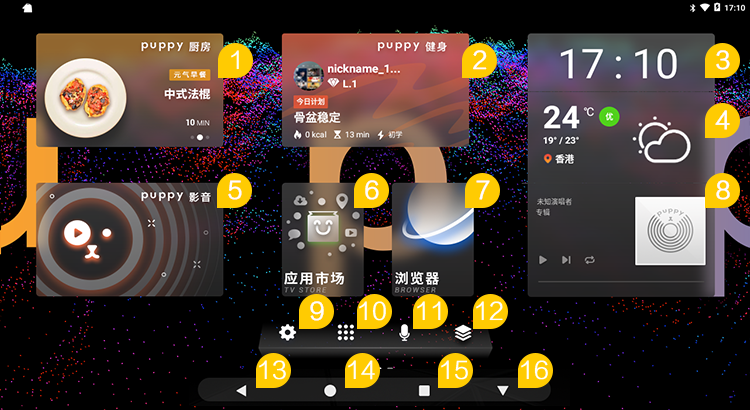 17:10
puppy 厨房
1
元气早餐
中式法棍
10 MIN
puppy 健身
2
nickname_1...
L.1
今日计划
骨盆稳定
0 kcal 13 min 初学
17:10
3
24 ℃ 优
4
19° / 23°
香港
puppy 影音
5
6
应用市场
TV STORE
7
浏览器
BROWSER
8
未知演唱者
专辑
puppy
9
10
11
12
13
14
15
16